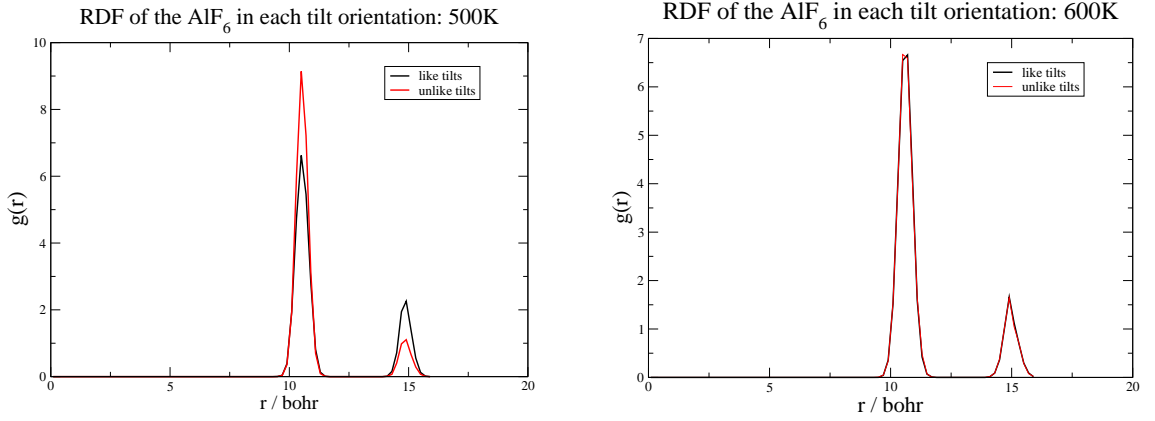 RDF of the AlF₆ in each tilt orientation: 500K
10
8
6
4
2
0
g(r)
like tilts
unlike tilts
0 5 10 15 20
r / bohr
RDF of the AlF₆ in each tilt orientation: 600K
7
6
5
4
3
2
1
0
g(r)
like tilts
unlike tilts
0 5 10 15 20
r / bohr